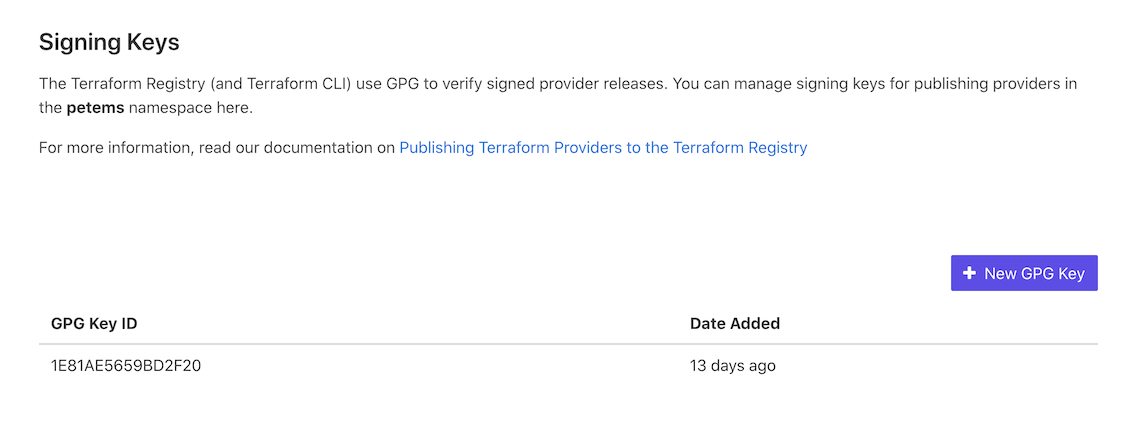 Signing Keys
The Terraform Registry (and Terraform CLI) use GPG to verify signed provider releases. You can manage signing keys for publishing providers in
the petems namespace here.
For more information, read our documentation on Publishing Terraform Providers to the Terraform Registry
New GPG Key
GPG Key ID Date Added
1E81AE5659BD2F20 13 days ago